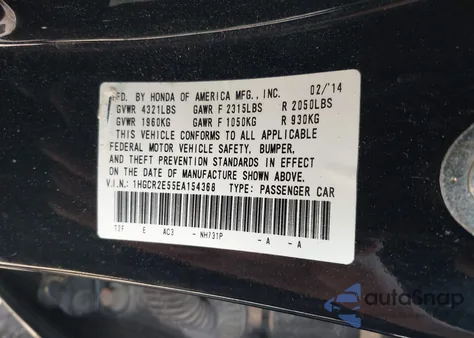 MFD. BY HONDA OF AMERICA MFG., INC. 02/'14
GVWR 4321LBS GAWR F 2315LBS R 2050LBS
GVWR 1960KG GAWR F 1050KG R 930KG
THIS VEHICLE CONFORMS TO ALL APPLICABLE
FEDERAL MOTOR VEHICLE SAFETY, BUMPER,
AND THEFT PREVENTION STANDARDS IN EFFECT
ON THE DATE OF MANUFACTURE SHOWN ABOVE.
V.I.N.: 1HGCR2E55EA154368 TYPE: PASSENGER CAR
E AC3 - NH731P - A - A
autoSnap